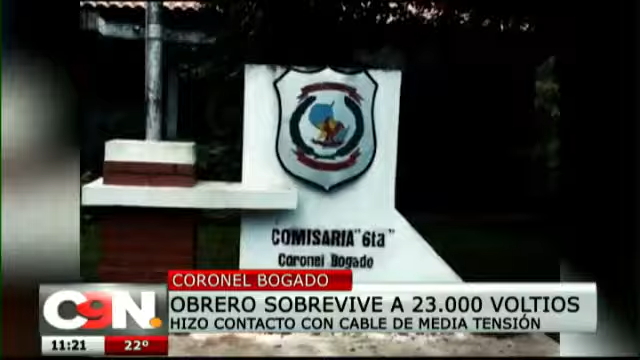 COMISARIA "6ta"
Coronel Bogado
CORONEL BOGADO
C9N.
OBRERO SOBREVIVE A 23.000 VOLTIOS
HIZO CONTACTO CON CABLE DE MEDIA TENSIÓN
11:21 22°